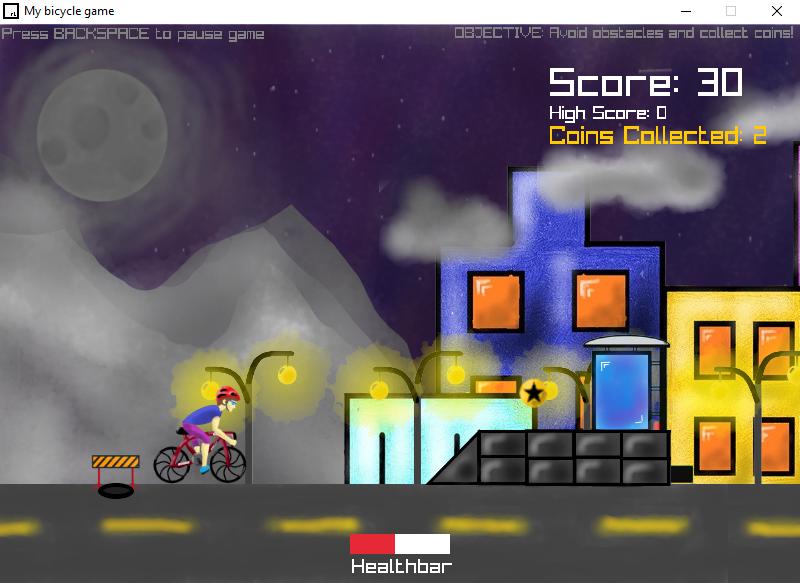 My bicycle game
Press BACKSPACE to pause game
OBJECTIVE: Avoid obstacles and collect coins!
Score: 30
High Score: 0
Coins Collected: 2
Healthbar